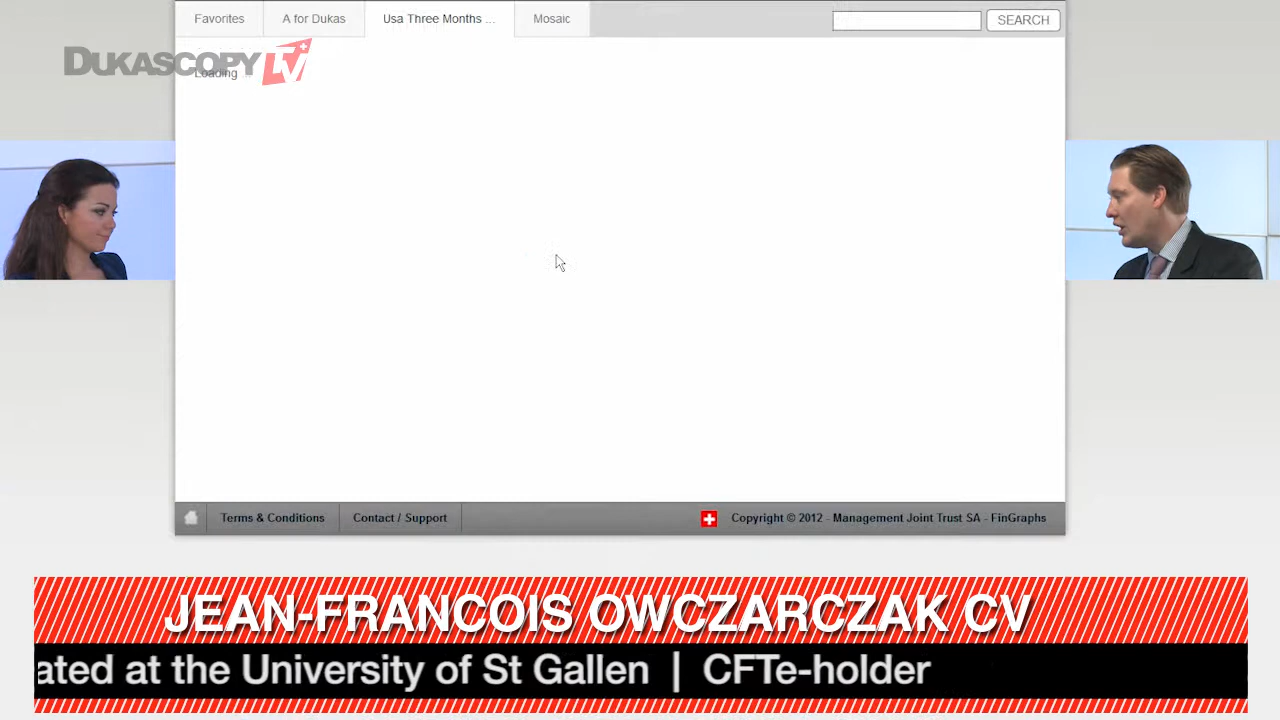 Favorites
A for Dukas
Usa Three Months ...
Mosaic
SEARCH
DUKASCOPY TV
Loading ...
Terms & Conditions
Contact / Support
Copyright © 2012 - Management Joint Trust SA - FinGraphs
JEAN-FRANCOIS OWCZARCZAK CV
ated at the University of St Gallen | CFTe-holder